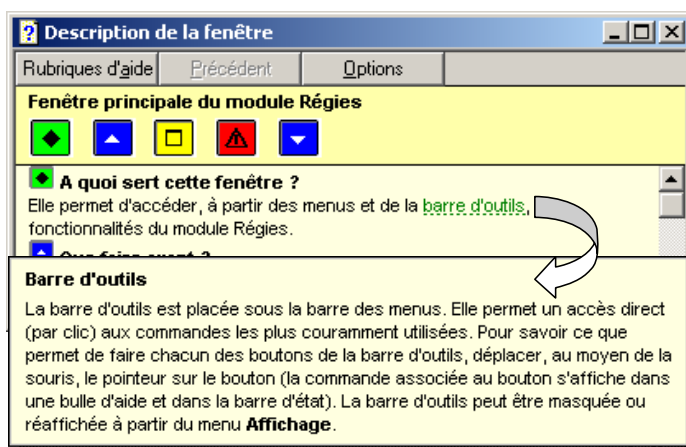 Description de la fenêtre
Rubriques d'aide Précédent Options
Fenêtre principale du module Régies
A quoi sert cette fenêtre ?
Elle permet d'accéder, à partir des menus et de la barre d'outils,
fonctionnalités du module Régies.
Que faire avant ?
Barre d'outils
La barre d'outils est placée sous la barre des menus. Elle permet un accès direct
(par clic) aux commandes les plus couramment utilisées. Pour savoir ce que
permet de faire chacun des boutons de la barre d'outils, déplacer, au moyen de la
souris, le pointeur sur le bouton (la commande associée au bouton s'affiche dans
une bulle d'aide et dans la barre d'état). La barre d'outils peut être masquée ou
réaffichée à partir du menu Affichage.